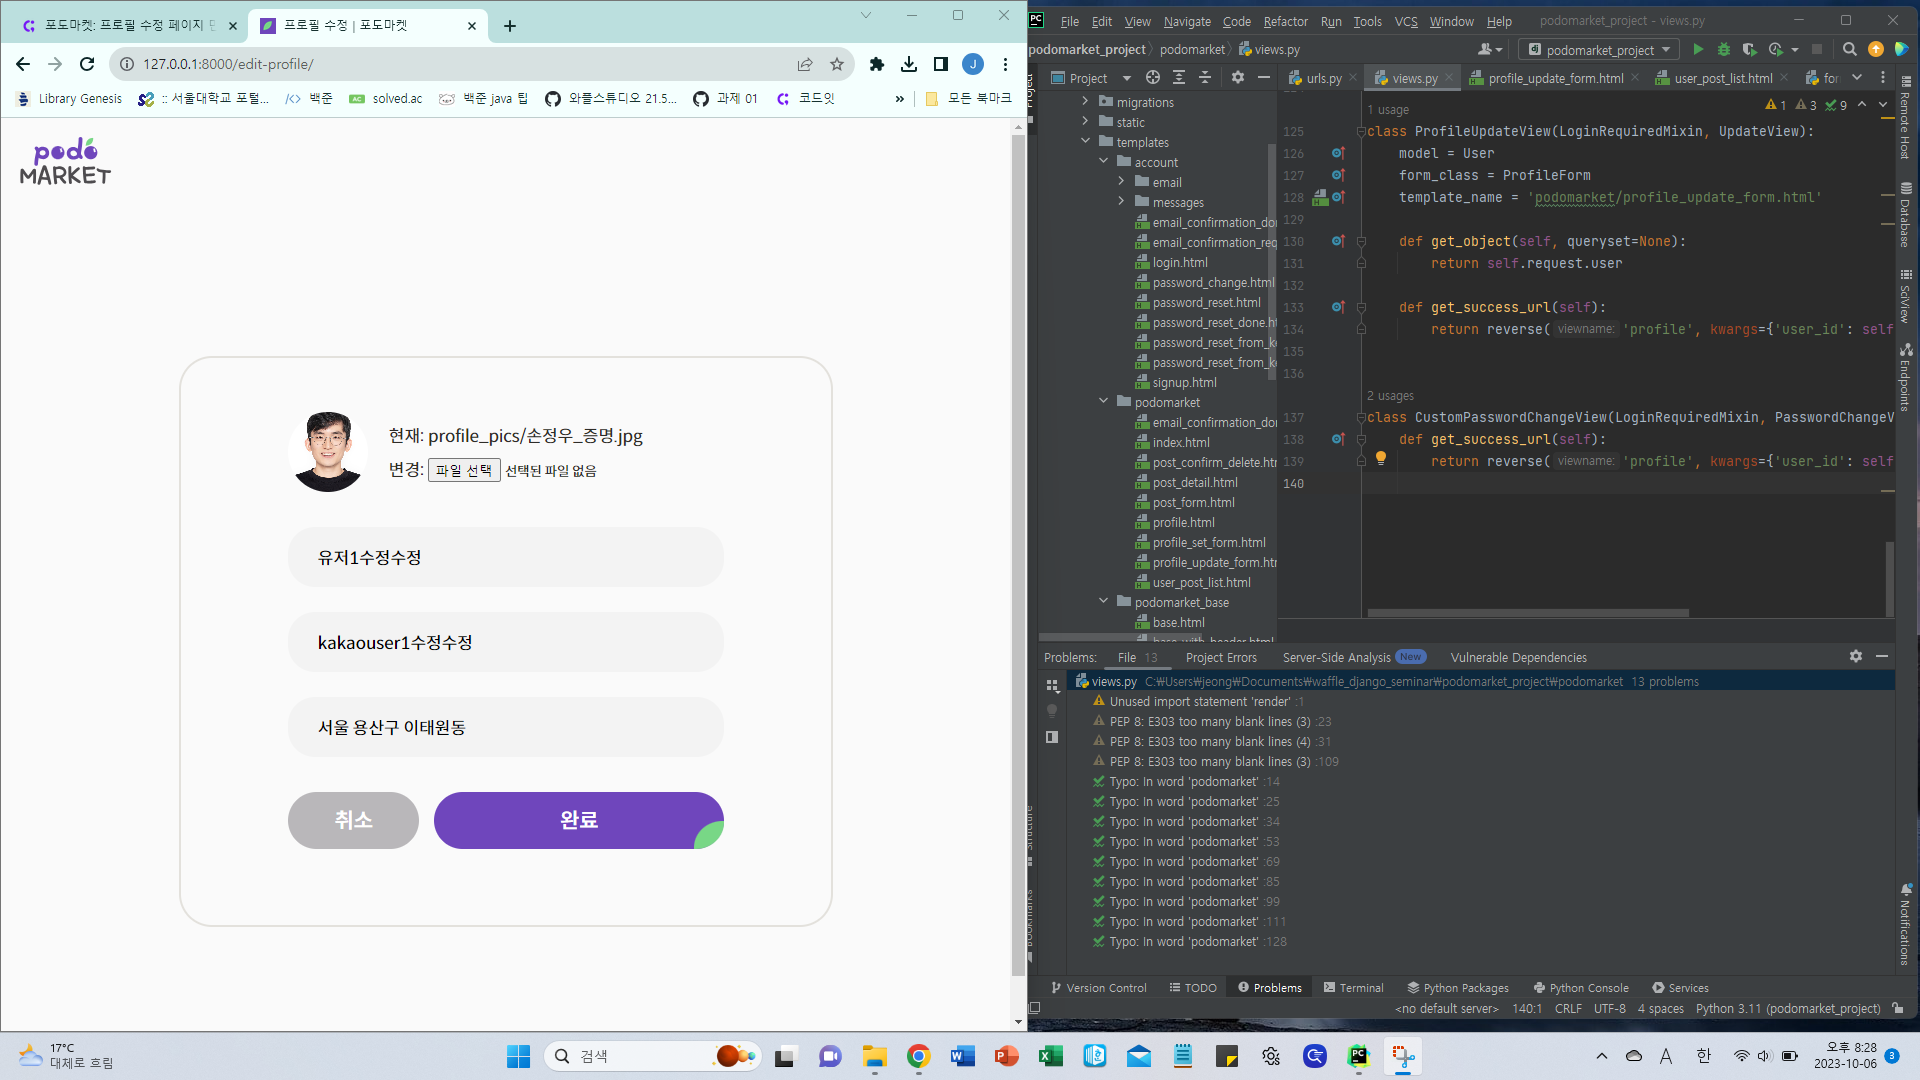 포도마켓: 프로필 수정 페이지
프로필 수정 | 포도마켓
127.0.0.1:8000/edit-profile/
J
Library Genesis
:: 서울대학교 포털...
백준
solved.ac
백준 java 팁
와플스튜디오 21.5...
과제 01
코드잇
»
모든 북마크
podo
MARKET
현재: profile_pics/손정우_증명.jpg
변경: 파일 선택 선택된 파일 없음
유저1수정수정
kakaouser1수정수정
서울 용산구 이태원동
취소
완료
PC
File Edit View Navigate Code Refactor Run Tools VCS Window Help
podomarket_project - views.py
podomarket_project
podomarket
views.py
podomarket_project
Project
urls.py
views.py
profile_update_form.html
user_post_list.html
for
migrations
static
templates
account
email
messages
email_confirmation_do
email_confirmation_re
login.html
password_change.html
password_reset.html
password_reset_done.h
password_reset_from_k
password_reset_from_k
signup.html
podomarket
email_confirmation_do
index.html
post_confirm_delete.ht
post_detail.html
post_form.html
profile.html
profile_set_form.html
profile_update_form.ht
user_post_list.html
podomarket_base
base.html
base_with_header.html
1 3 9
1 usage
125 class ProfileUpdateView(LoginRequiredMixin, UpdateView):
126 model = User
127 form_class = ProfileForm
128 template_name = 'podomarket/profile_update_form.html'
129
130 def get_object(self, queryset=None):
131 return self.request.user
132
133 def get_success_url(self):
134 return reverse( viewname: 'profile', kwargs={'user_id': self
135
136
2 usages
137 class CustomPasswordChangeView(LoginRequiredMixin, PasswordChangeV
138 def get_success_url(self):
139 return reverse( viewname: 'profile', kwargs={'user_id': self
140
Remote Host
Database
SciView
Endpoints
Notifications
Problems: File 13 Project Errors Server-Side Analysis New Vulnerable Dependencies
views.py C:₩Users₩jeong₩Documents₩waffle_django_seminar₩podomarket_project₩podomarket 13 problems
Unused import statement 'render' :1
PEP 8: E303 too many blank lines (3) :23
PEP 8: E303 too many blank lines (4) :31
PEP 8: E303 too many blank lines (3) :109
Typo: In word 'podomarket' :14
Typo: In word 'podomarket' :25
Typo: In word 'podomarket' :34
Typo: In word 'podomarket' :53
Typo: In word 'podomarket' :69
Typo: In word 'podomarket' :85
Typo: In word 'podomarket' :99
Typo: In word 'podomarket' :111
Typo: In word 'podomarket' :128
Version Control TODO Problems Terminal Python Packages Python Console Services
<no default server> 140:1 CRLF UTF-8 4 spaces Python 3.11 (podomarket_project)
17°C
대체로 흐림
검색
A
한
오후 8:28
2023-10-06
3